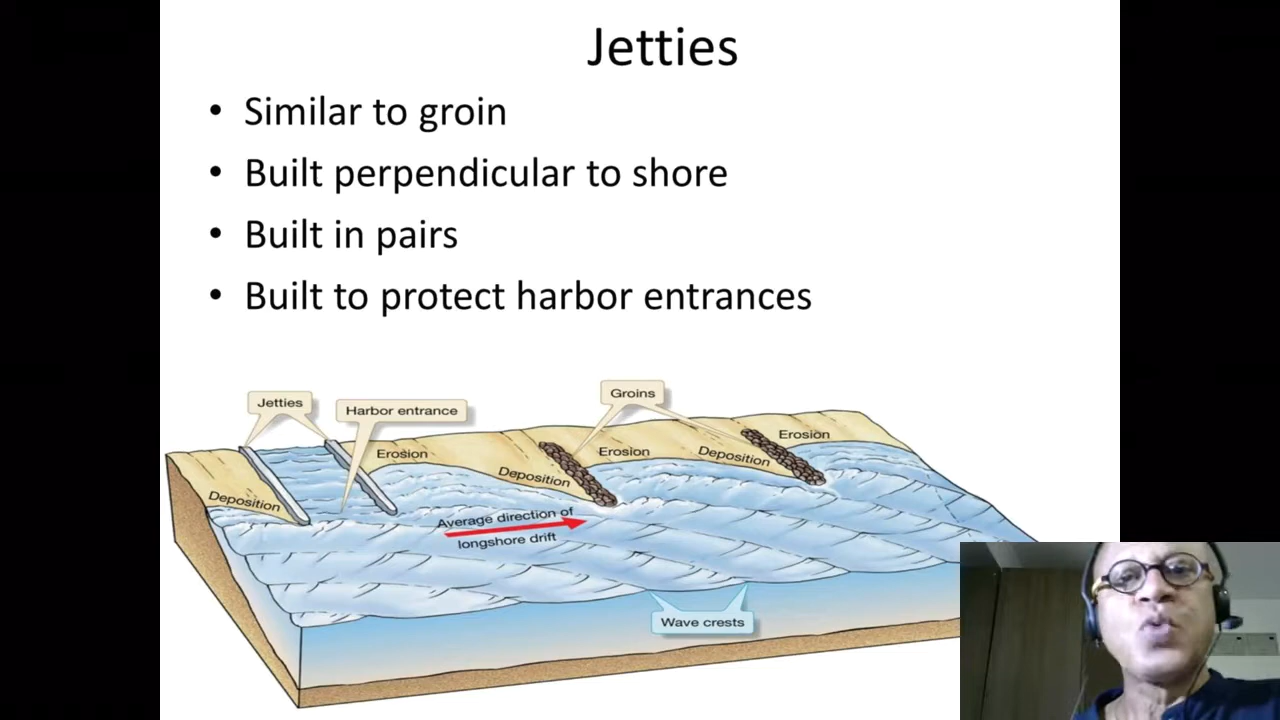 Jetties
• Similar to groin
• Built perpendicular to shore
• Built in pairs
• Built to protect harbor entrances
Jetties
Harbor entrance
Groins
Erosion
Erosion
Erosion
Deposition
Deposition
Deposition
Average direction of
longshore drift
Wave crests